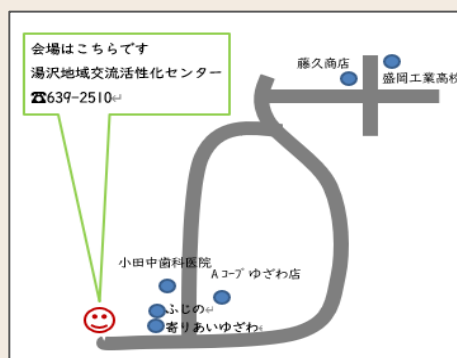 会場はこちらです
湯沢地域交流活性化センター
☎639-2510↵
藤久商店
盛岡工業高校
小田中歯科医院
Aコープ ゆざわ店
ふじの↵
寄りあいゆざわ↵